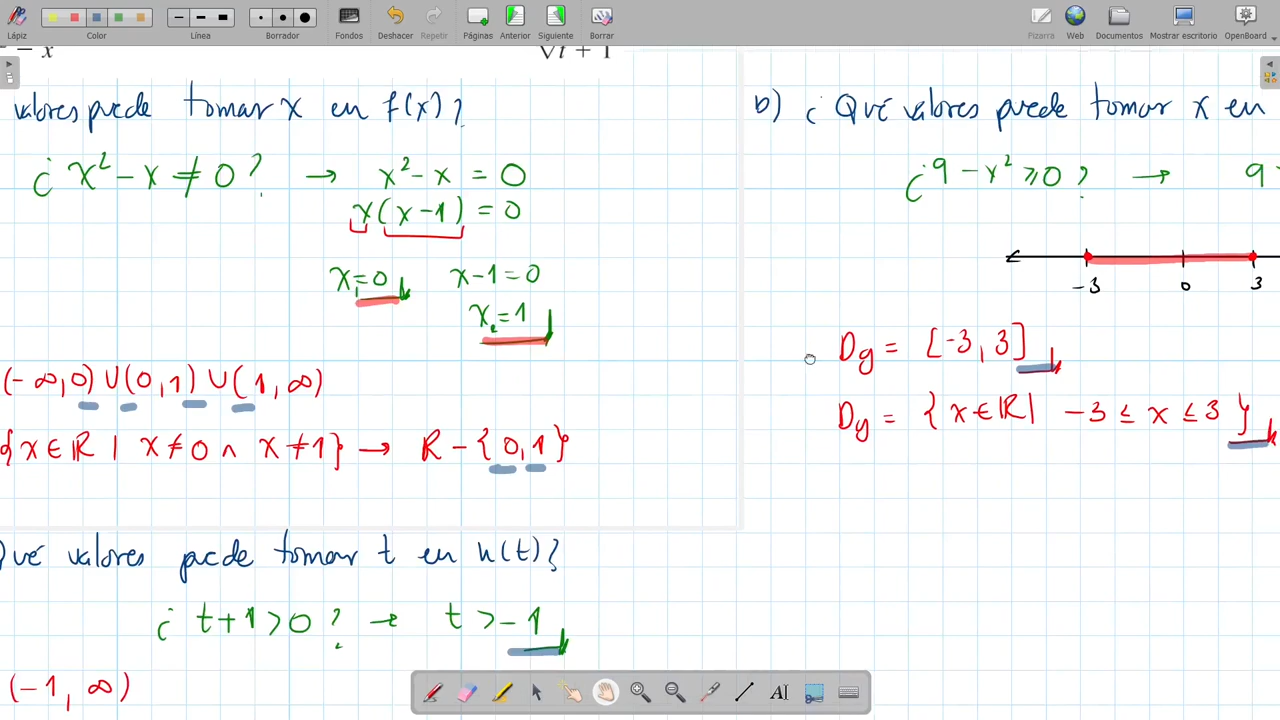 Lápiz Color Línea Borrador Fondos Deshacer Rehacer Páginas Anterior Siguiente Borrar Pizarra Web Documentos Mostrar escritorio OpenBoard
− x
√t + 1
valores puede tomar x en f(x)?
¿ x² − x ≠ 0? → x² − x = 0
x(x−1) = 0
x₁=0 x−1=0
x₂=1
(−∞,0) ∪ (0,1) ∪ (1,∞)
{x∈ℝ | x≠0 ∧ x≠1} → ℝ − {0,1}
Qué valores puede tomar t en h(t)?
¿ t+1>0 ? → t > −1
(−1, ∞)
b) ¿ Qué valores puede tomar x en
¿9 − x² ≥0? → 9
−3 0 3
Dg = [−3, 3]
Dg = {x∈ℝ| −3 ≤ x ≤ 3}